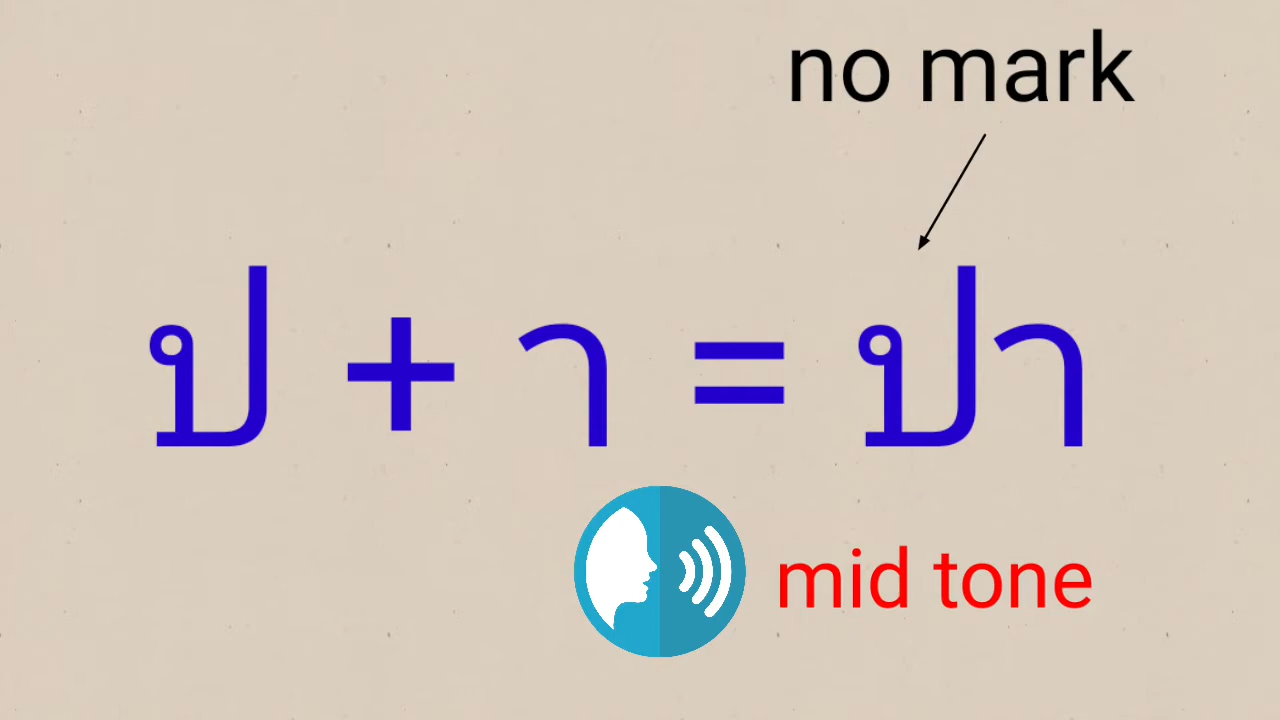 no mark
ป + า = ปา
mid tone